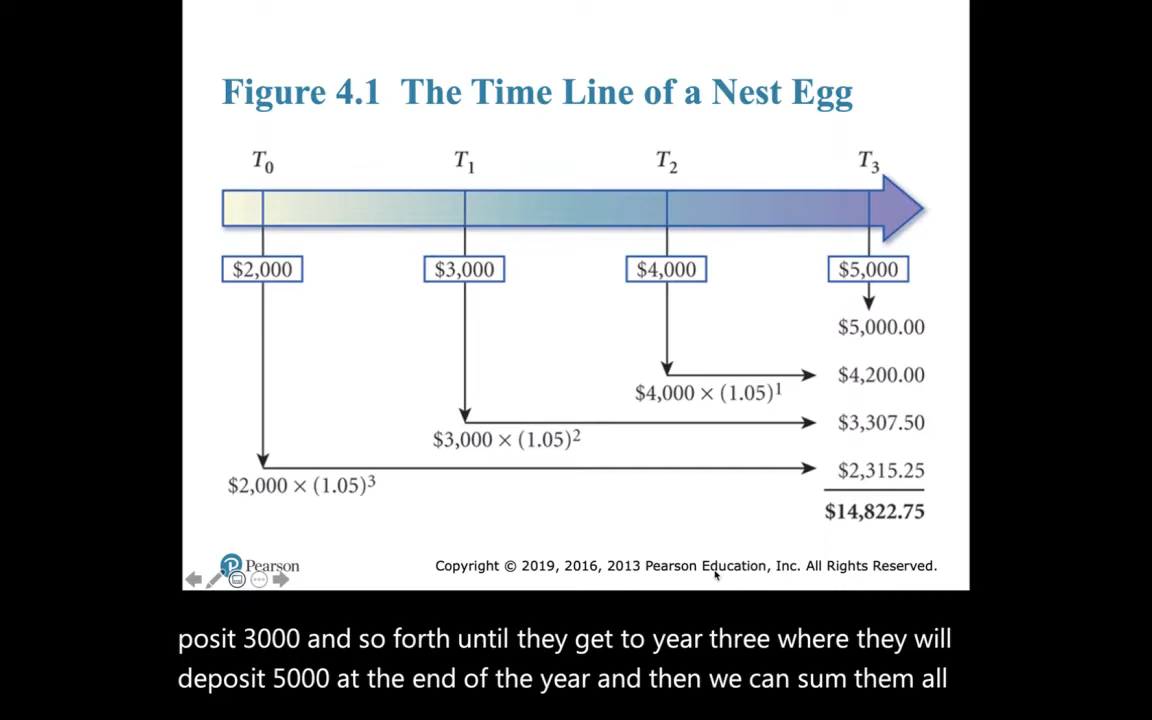 Figure 4.1 The Time Line of a Nest Egg
T0 T1 T2 T3
$2,000 $3,000 $4,000 $5,000
$5,000.00
$4,200.00
$4,000 × (1.05)^1
$3,307.50
$3,000 × (1.05)^2
$2,315.25
$2,000 × (1.05)^3
$14,822.75
P Pearson
Copyright © 2019, 2016, 2013 Pearson Education, Inc. All Rights Reserved.
posit 3000 and so forth until they get to year three where they will
deposit 5000 at the end of the year and then we can sum them all